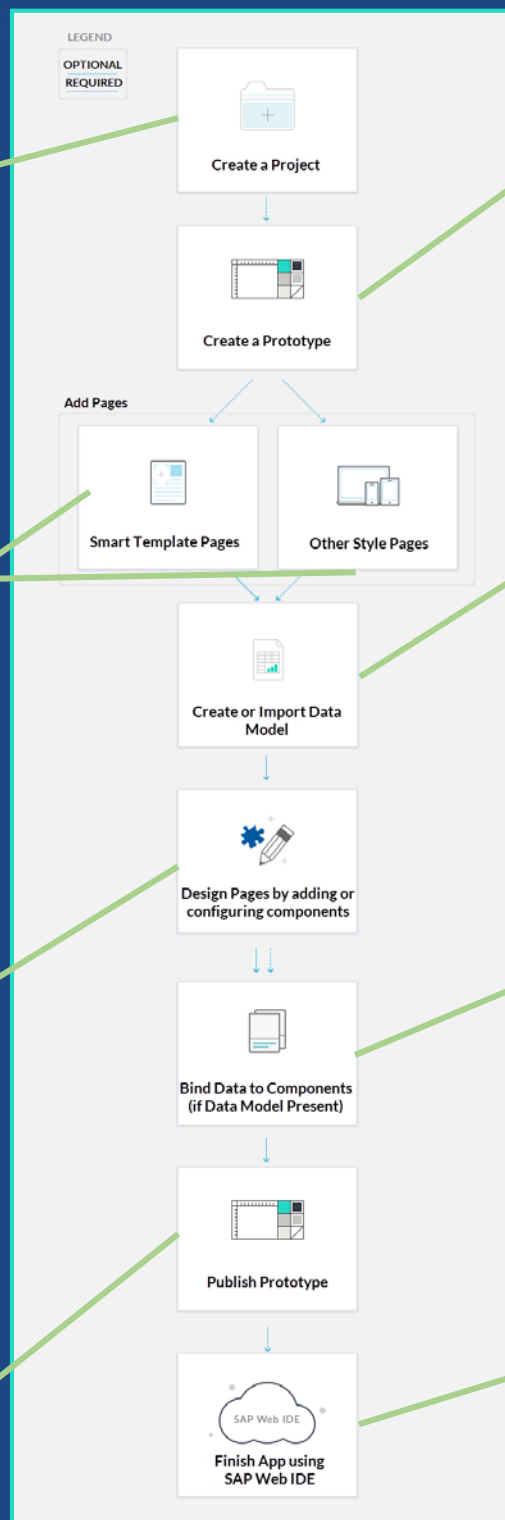 LEGEND
OPTIONAL
REQUIRED
Create a Project
Create a Prototype
Add Pages
Smart Template Pages
Other Style Pages
Create or Import Data
Model
Design Pages by adding or
configuring components
Bind Data to Components
(if Data Model Present)
Publish Prototype
SAP Web IDE
Finish App using
SAP Web IDE